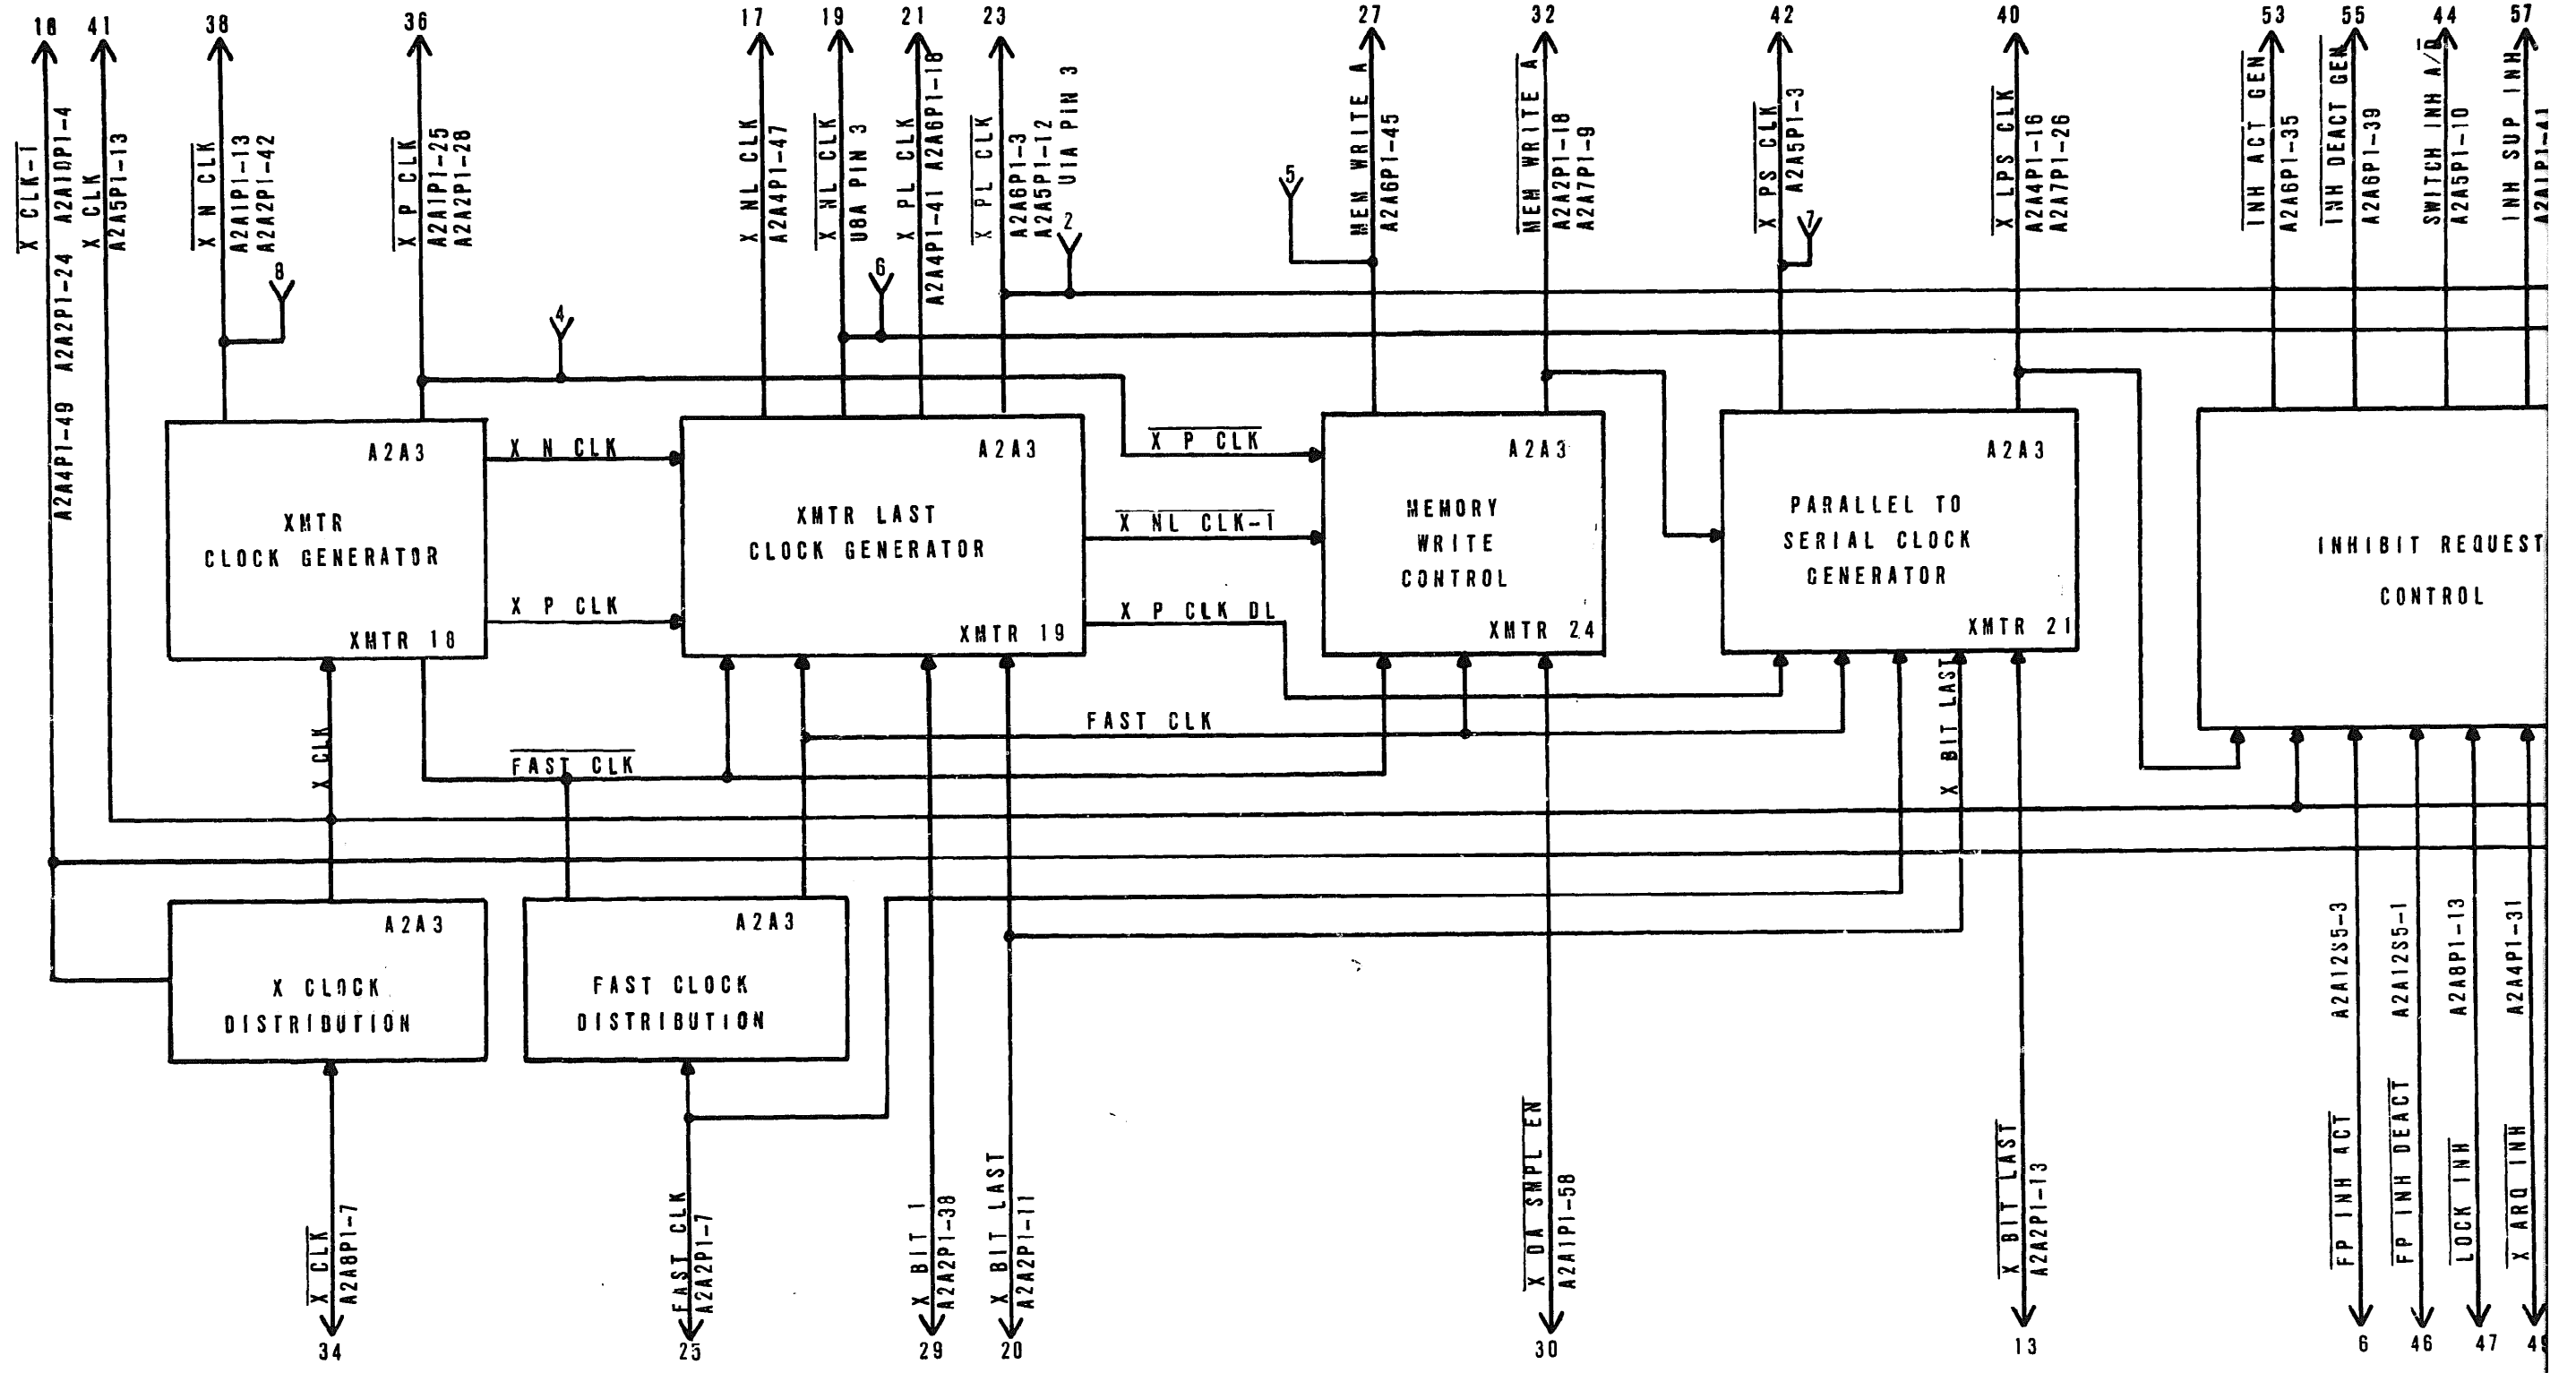 18
41
38
36
17
19
21
23
27
32
42
40
53
55
44
57
X CLK-1
A2A4P1-49 A2A2P1-24 A2A10P1-4
X CLK
A2A5P1-13
X N CLK
A2A1P1-13
A2A2P1-42
X P CLK
A2A1P1-25
A2A2P1-28
X NL CLK
A2A4P1-47
X NL CLK
U8A PIN 3
X PL CLK
A2A4P1-41 A2A6P1-18
X PL CLK
A2A6P1-3
A2A5P1-12
U1A PIN 3
MEM WRITE A
A2A6P1-45
MEM WRITE A
A2A2P1-18
A2A7P1-9
X PS CLK
A2A5P1-3
X LPS CLK
A2A4P1-16
A2A7P1-26
INH ACT GEN
A2A6P1-35
INH DEACT GEN
A2A6P1-39
SWITCH INH A/B
A2A5P1-10
INH SUP INH
A2A1P1-41
8
4
6
2
5
7
A2A3
XMTR
CLOCK GENERATOR
XMTR 18
X N CLK
X P CLK
A2A3
XMTR LAST
CLOCK GENERATOR
XMTR 19
X P CLK
X NL CLK-1
X P CLK DL
A2A3
MEMORY
WRITE
CONTROL
XMTR 24
A2A3
PARALLEL TO
SERIAL CLOCK
GENERATOR
XMTR 21
INHIBIT REQUEST
CONTROL
X CLK
FAST CLK
FAST CLK
X BIT LAST
A2A3
X CLOCK
DISTRIBUTION
A2A3
FAST CLOCK
DISTRIBUTION
X CLK
A2A8P1-7
FAST CLK
A2A2P1-7
X BIT 1
A2A2P1-38
X BIT LAST
A2A2P1-11
X DA SMPL EN
A2A1P1-58
X BIT LAST
A2A2P1-13
FP INH ACT
A2A12S5-3
FP INH DEACT
A2A12S5-1
LOCK INH
A2A8P1-13
X ARQ INH
A2A4P1-31
34
25
29
20
30
13
6
46
47